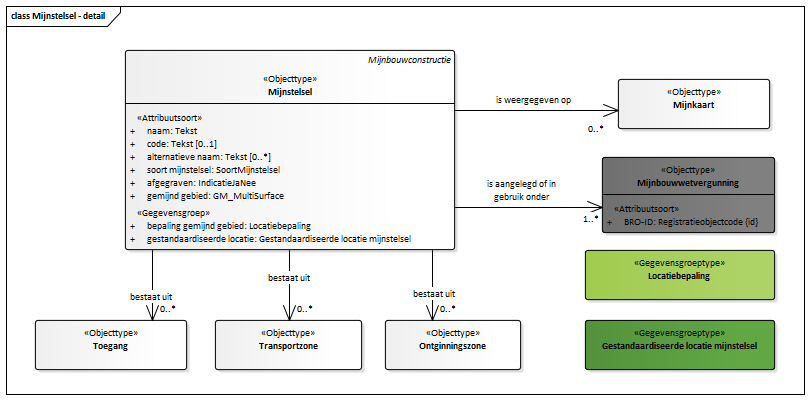 class Mijnstelsel - detail
Mijnbouwconstructie
«Objecttype»
Mijnstelsel
«Attribuutsoort»
+ naam: Tekst
+ code: Tekst [0..1]
+ alternatieve naam: Tekst [0..*]
+ soort mijnstelsel: SoortMijnstelsel
+ afgegraven: IndicatieJaNee
+ gemijnd gebied: GM_MultiSurface
«Gegevensgroep»
+ bepaling gemijnd gebied: Locatiebepaling
+ gestandaardiseerde locatie: Gestandaardiseerde locatie mijnstelsel
is weergegeven op
0..*
«Objecttype»
Mijnkaart
is aangelegd of in
gebruik onder
1..*
«Objecttype»
Mijnbouwwetvergunning
«Attribuutsoort»
+ BRO-ID: Registratieobjectcode {id}
«Gegevensgroeptype»
Locatiebepaling
«Gegevensgroeptype»
Gestandaardiseerde locatie mijnstelsel
bestaat uit
0..*
«Objecttype»
Toegang
bestaat uit
0..*
«Objecttype»
Transportzone
bestaat uit
0..*
«Objecttype»
Ontginningszone